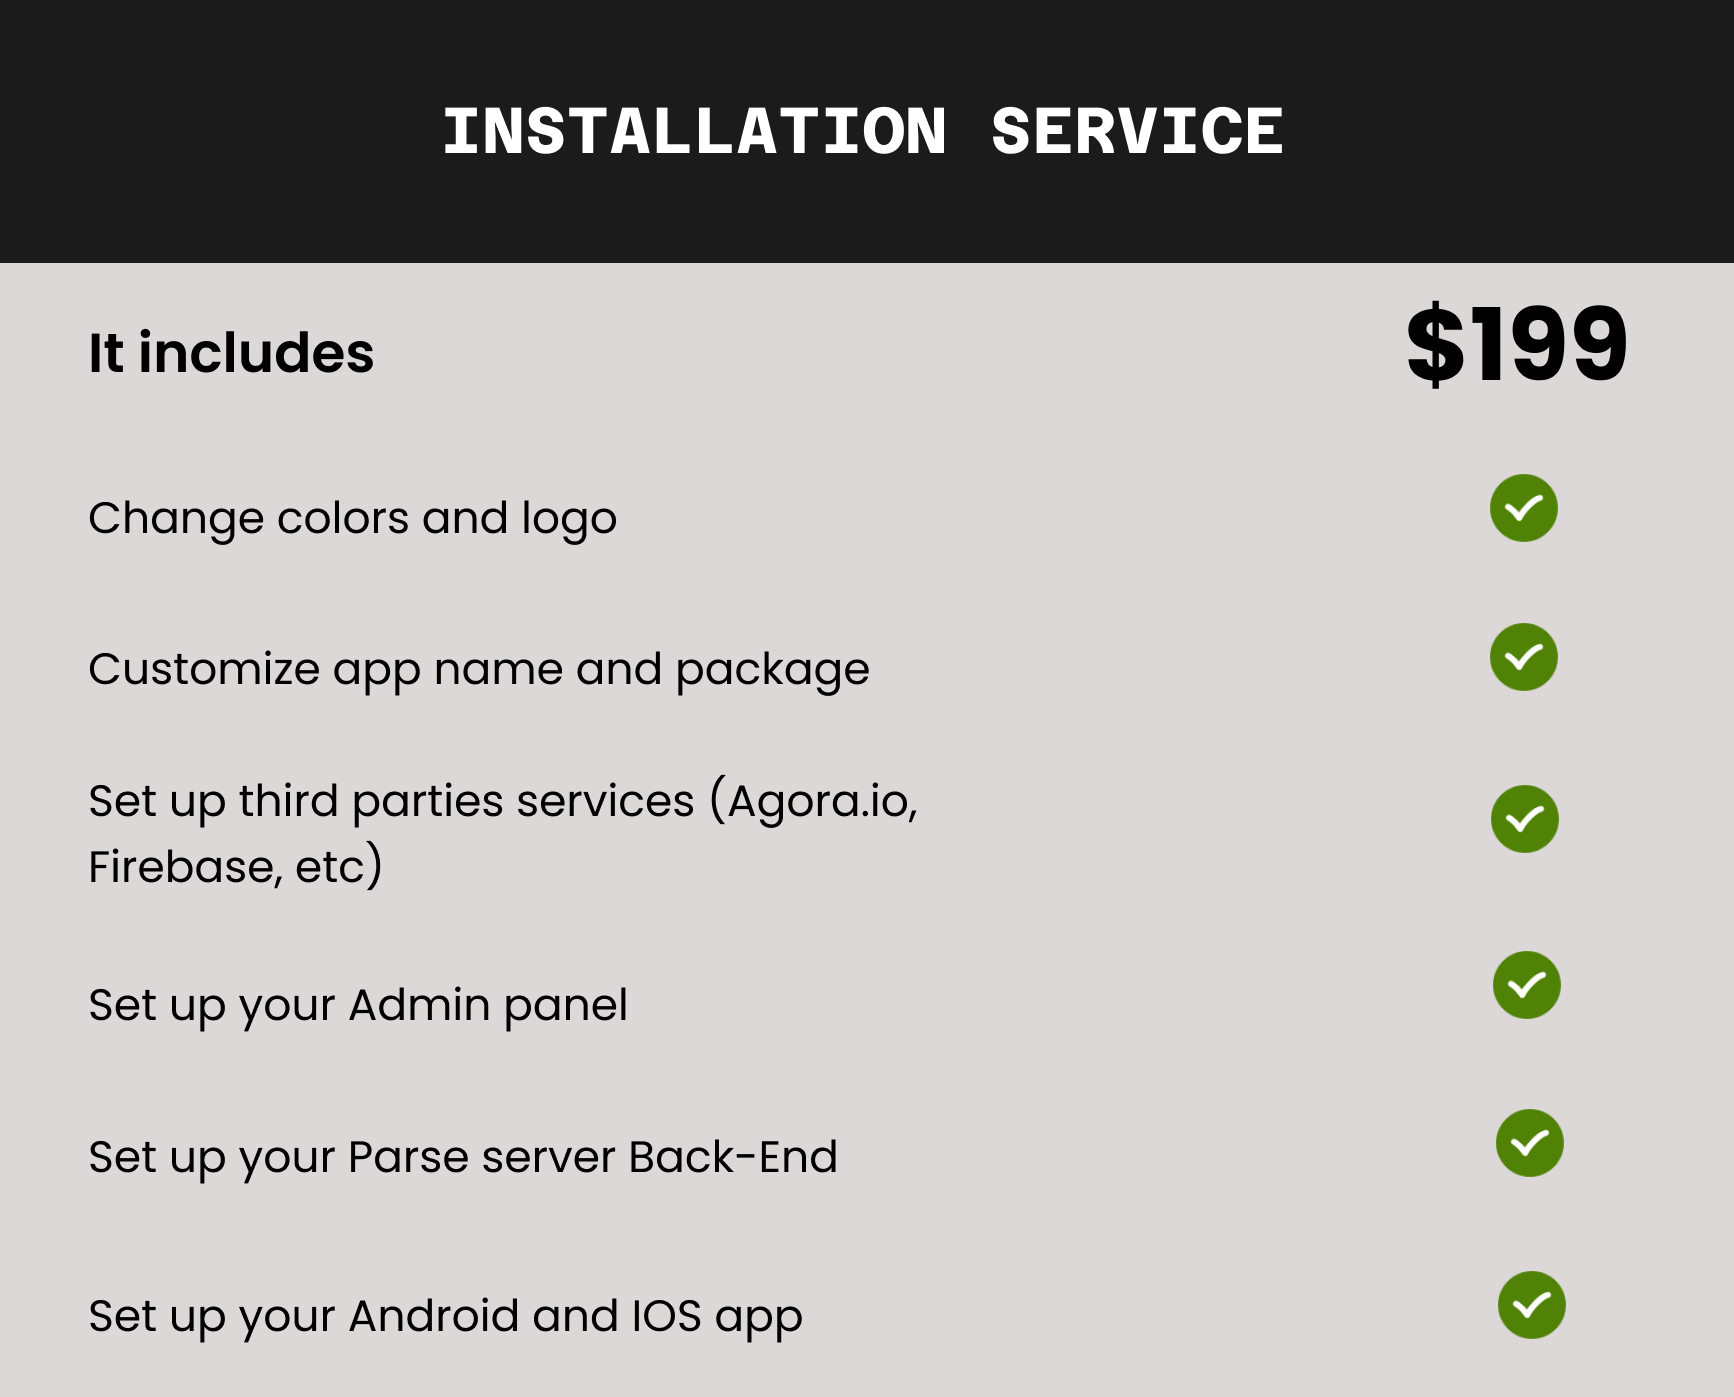 INSTALLATION SERVICE
It includes
$199
Change colors and logo
Customize app name and package
Set up third parties services (Agora.io,
Firebase, etc)
Set up your Admin panel
Set up your Parse server Back-End
Set up your Android and IOS app